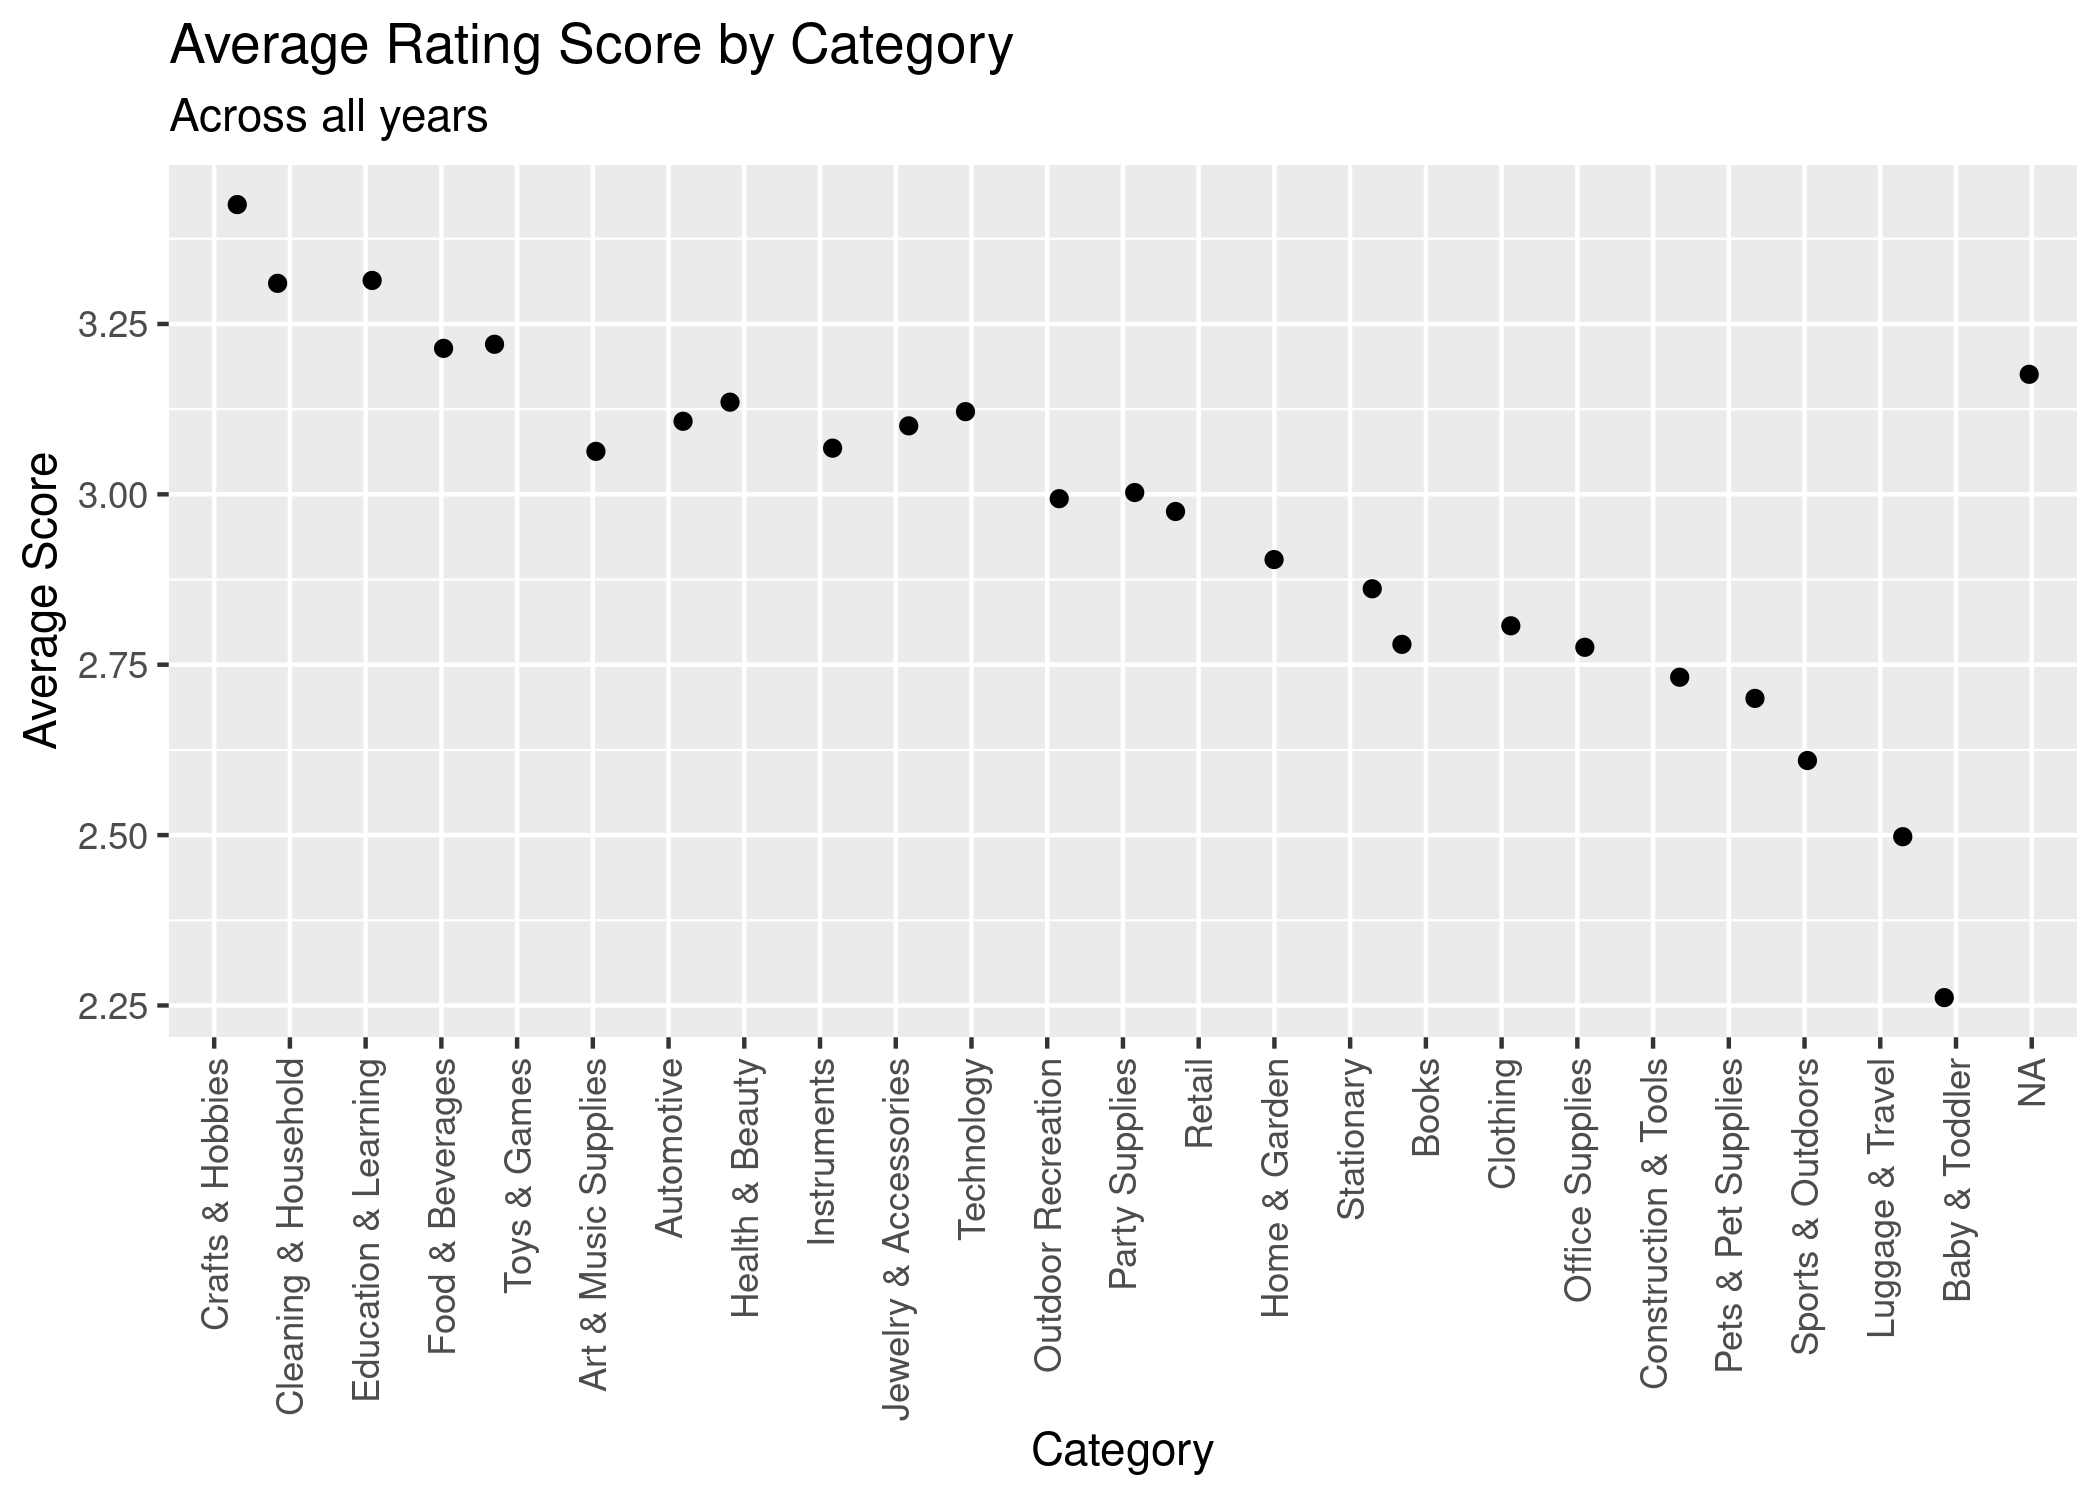 Average Rating Score by Category
Across all years
Average Score
3.25
3.00
2.75
2.50
2.25
Crafts & Hobbies
Cleaning & Household
Education & Learning
Food & Beverages
Toys & Games
Art & Music Supplies
Automotive
Health & Beauty
Instruments
Jewelry & Accessories
Technology
Outdoor Recreation
Party Supplies
Retail
Home & Garden
Stationary
Books
Clothing
Office Supplies
Construction & Tools
Pets & Pet Supplies
Sports & Outdoors
Luggage & Travel
Baby & Toddler
NA
Category